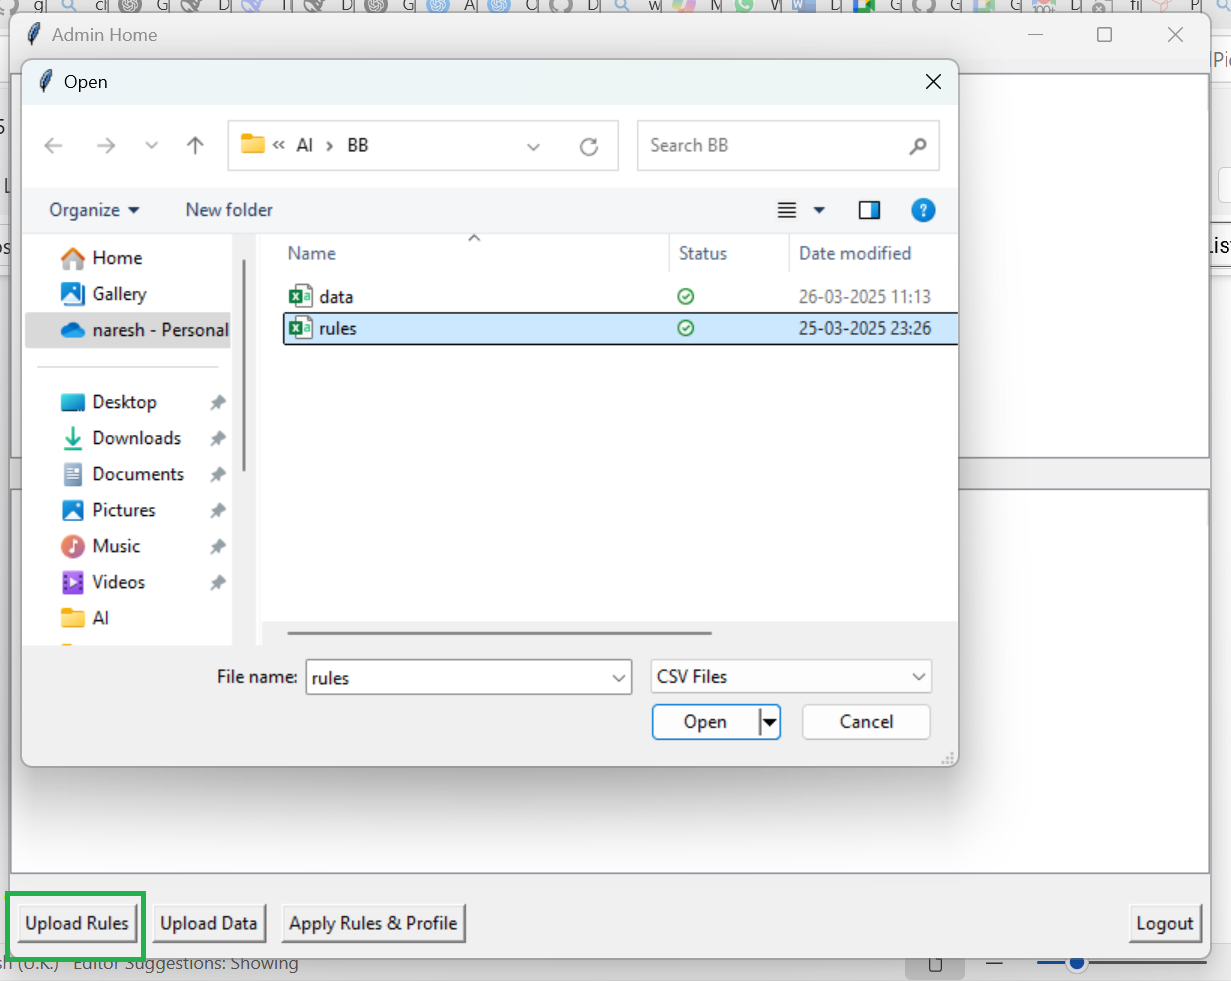 Admin Home
Open
« AI › BB
Search BB
Organize
New folder
Name Status Date modified
Home
Gallery
naresh - Personal
data 26-03-2025 11:13
rules 25-03-2025 23:26
Desktop
Downloads
Documents
Pictures
Music
Videos
AI
File name: rules CSV Files
Open Cancel
Upload Rules Upload Data Apply Rules & Profile Logout
(U.K.) Editor Suggestions: Showing